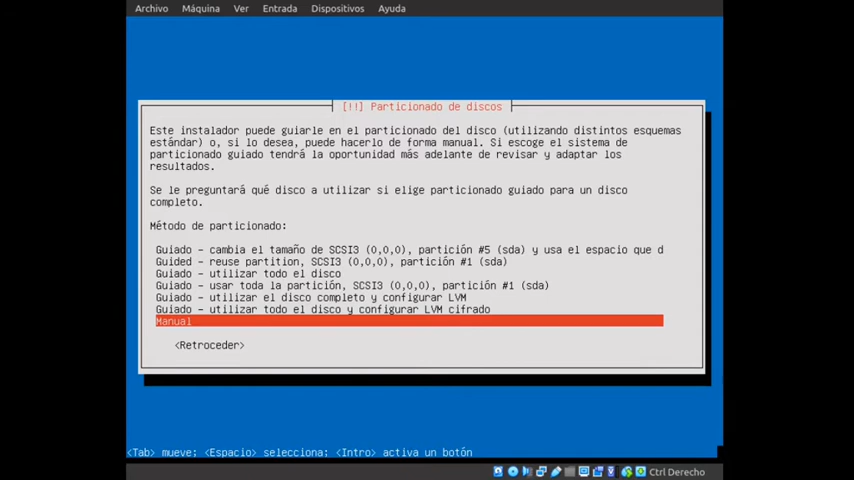 Archivo Máquina Ver Entrada Dispositivos Ayuda
[!!] Particionado de discos
Este instalador puede guiarle en el particionado del disco (utilizando distintos esquemas
estándar) o, si lo desea, puede hacerlo de forma manual. Si escoge el sistema de
particionado guiado tendrá la oportunidad más adelante de revisar y adaptar los
resultados.
Se le preguntará qué disco a utilizar si elige particionado guiado para un disco
completo.
Método de particionado:
Guiado - cambia el tamaño de SCSI3 (0,0,0), partición #5 (sda) y usa el espacio que d
Guided - reuse partition, SCSI3 (0,0,0), partición #1 (sda)
Guiado - utilizar todo el disco
Guiado - usar toda la partición, SCSI3 (0,0,0), partición #1 (sda)
Guiado - utilizar el disco completo y configurar LVM
Guiado - utilizar todo el disco y configurar LVM cifrado
Manual
<Retroceder>
<Tab> mueve; <Espacio> selecciona; <Intro> activa un botón
Ctrl Derecho